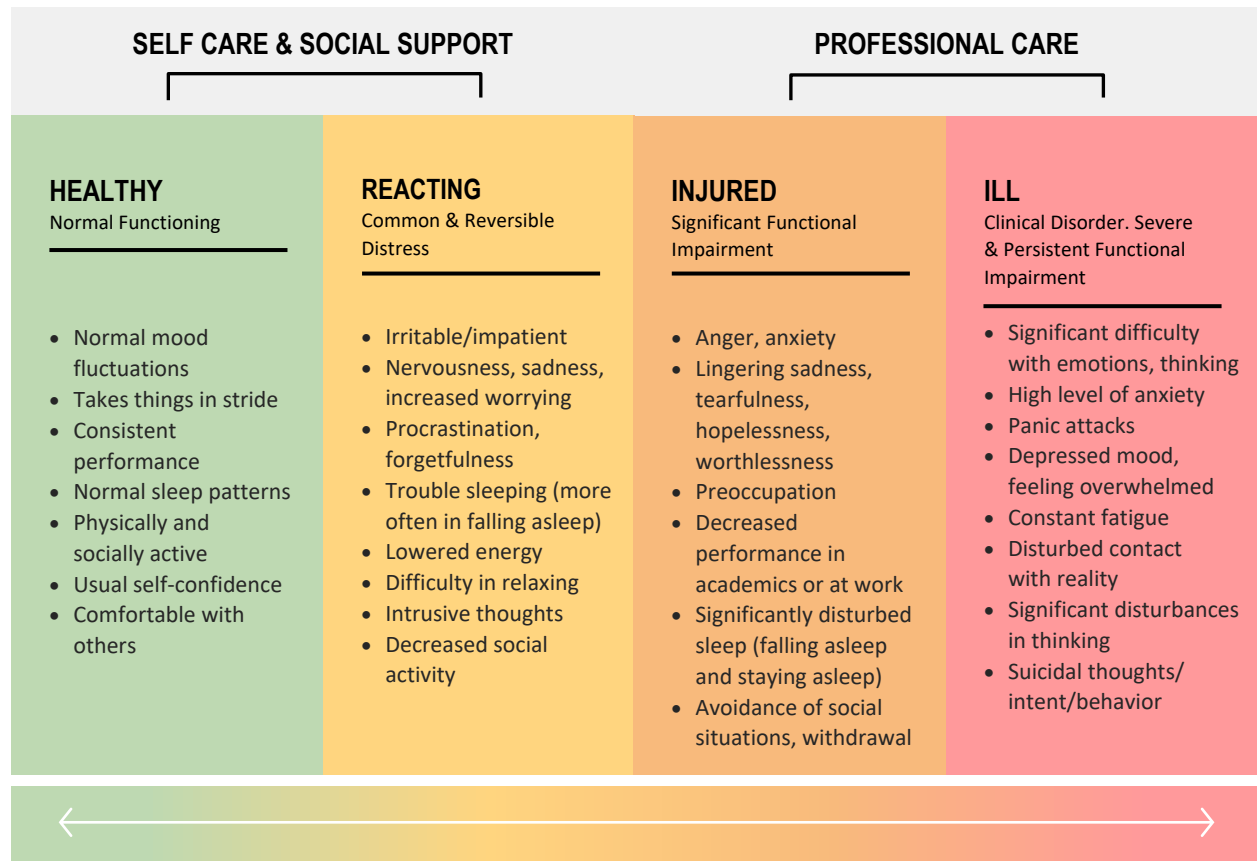 SELF CARE & SOCIAL SUPPORT
PROFESSIONAL CARE
HEALTHY
Normal Functioning
• Normal mood
fluctuations
• Takes things in stride
• Consistent
performance
• Normal sleep patterns
• Physically and
socially active
• Usual self-confidence
• Comfortable with
others
REACTING
Common & Reversible
Distress
• Irritable/impatient
• Nervousness, sadness,
increased worrying
• Procrastination,
forgetfulness
• Trouble sleeping (more
often in falling asleep)
• Lowered energy
• Difficulty in relaxing
• Intrusive thoughts
• Decreased social
activity
INJURED
Significant Functional
Impairment
• Anger, anxiety
• Lingering sadness,
tearfulness,
hopelessness,
worthlessness
• Preoccupation
• Decreased
performance in
academics or at work
• Significantly disturbed
sleep (falling asleep
and staying asleep)
• Avoidance of social
situations, withdrawal
ILL
Clinical Disorder. Severe
& Persistent Functional
Impairment
• Significant difficulty
with emotions, thinking
• High level of anxiety
• Panic attacks
• Depressed mood,
feeling overwhelmed
• Constant fatigue
• Disturbed contact
with reality
• Significant disturbances
in thinking
• Suicidal thoughts/
intent/behavior